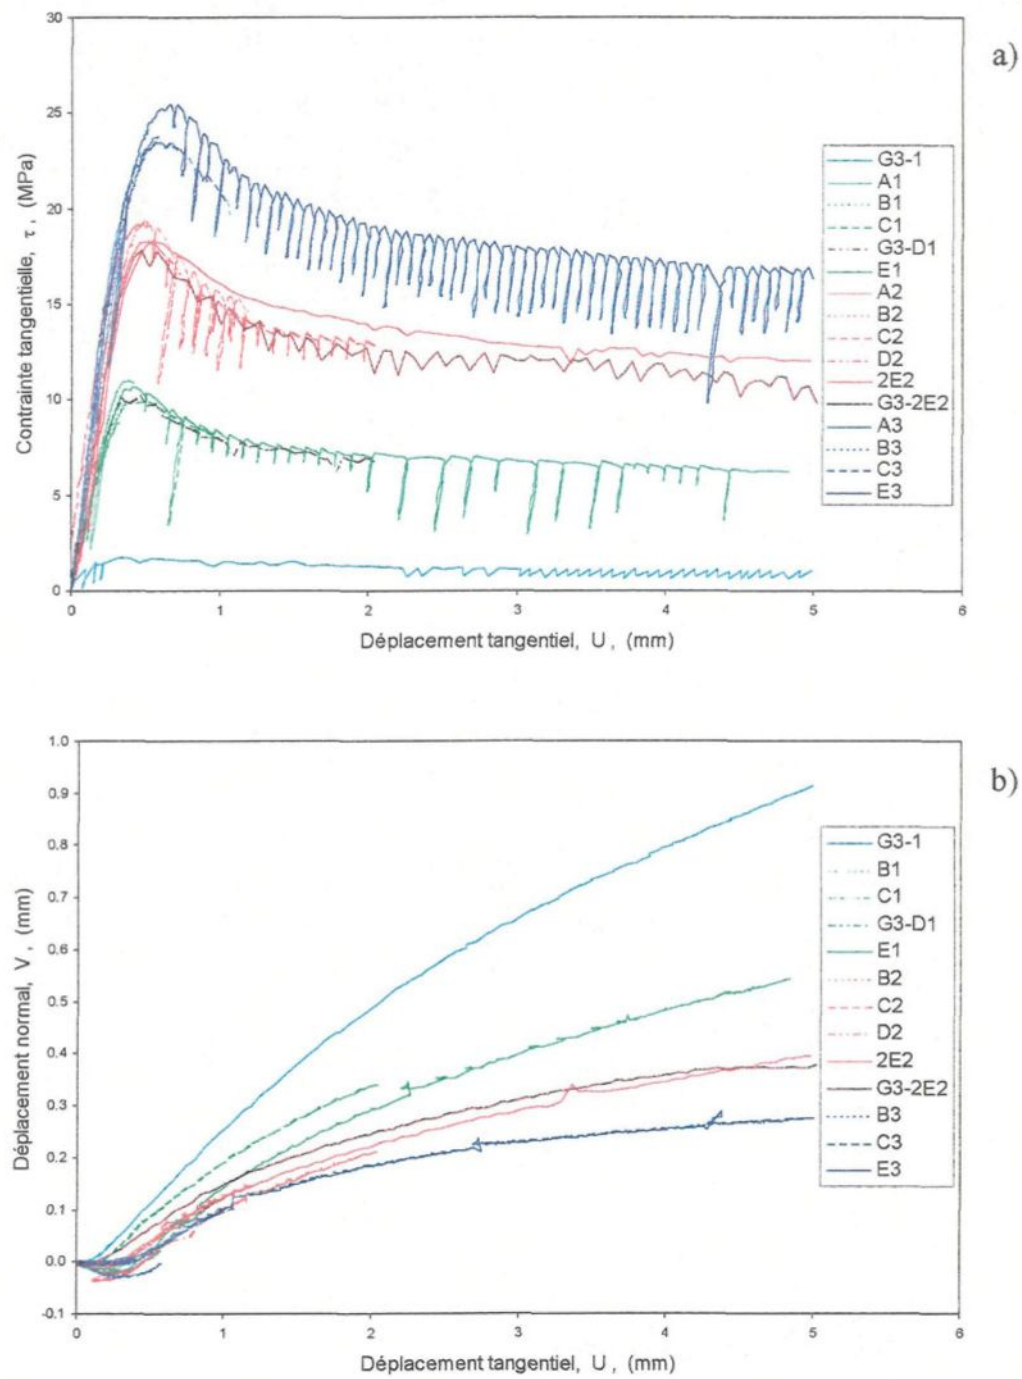 a)
Contrainte tangentielle, τ, (MPa)
30
25
20
15
10
5
0
0 1 2 3 4 5 6
Déplacement tangentiel, U, (mm)
G3-1
A1
B1
C1
G3-D1
E1
A2
B2
C2
D2
2E2
G3-2E2
A3
B3
C3
E3
b)
Déplacement normal, V, (mm)
1.0
0.9
0.8
0.7
0.6
0.5
0.4
0.3
0.2
0.1
0.0
-0.1
0 1 2 3 4 5 6
Déplacement tangentiel, U, (mm)
G3-1
B1
C1
G3-D1
E1
B2
C2
D2
2E2
G3-2E2
B3
C3
E3